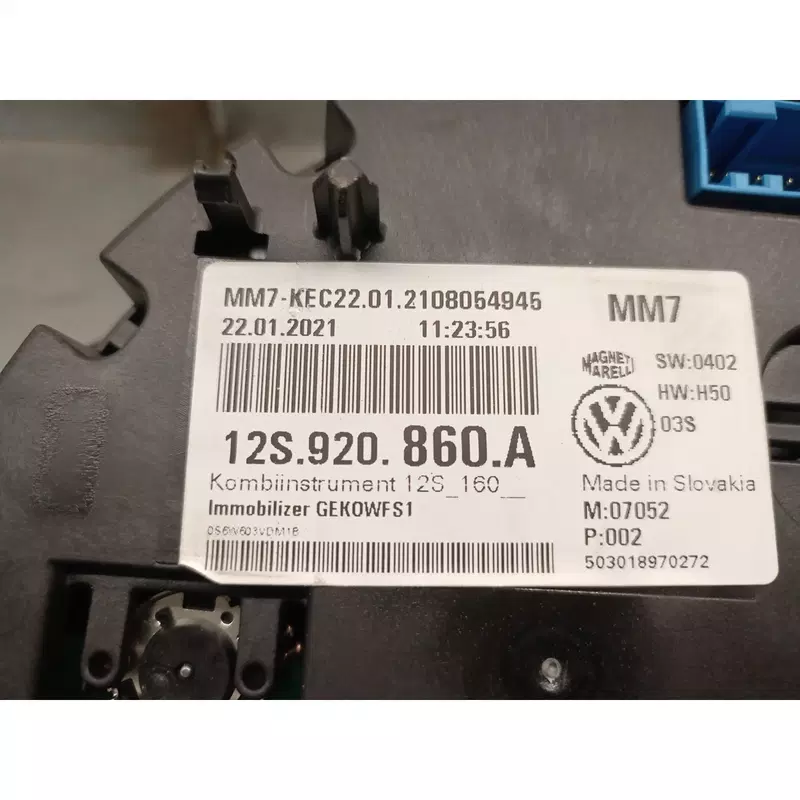 MM7-KEC22.01.2108054945
22.01.2021 11:23:56
MM7
MAGNETI
MARELLI
SW:0402
HW:H50
03S
12S.920.860.A
Kombiinstrument 12S_160__
Made in Slovakia
Immobilizer GEKOWFS1
M:07052
P:002
0S6W603VDM1B
503018970272